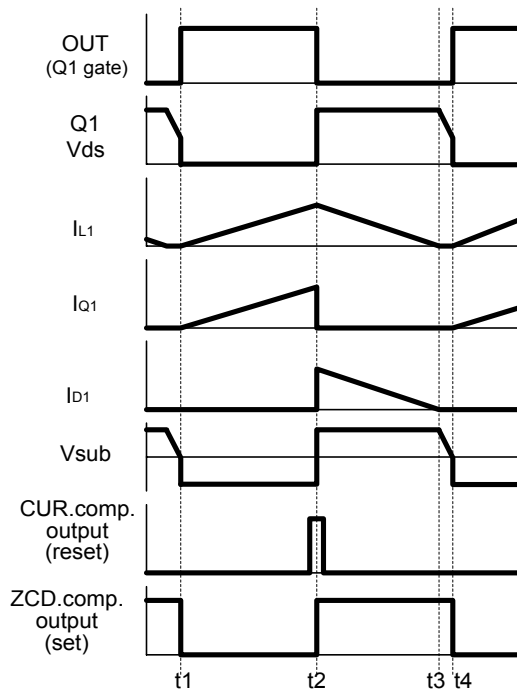 OUT
(Q1 gate)
Q1
Vds
IL1
IQ1
ID1
Vsub
CUR.comp.
output
(reset)
ZCD.comp.
output
(set)
t1 t2 t3 t4